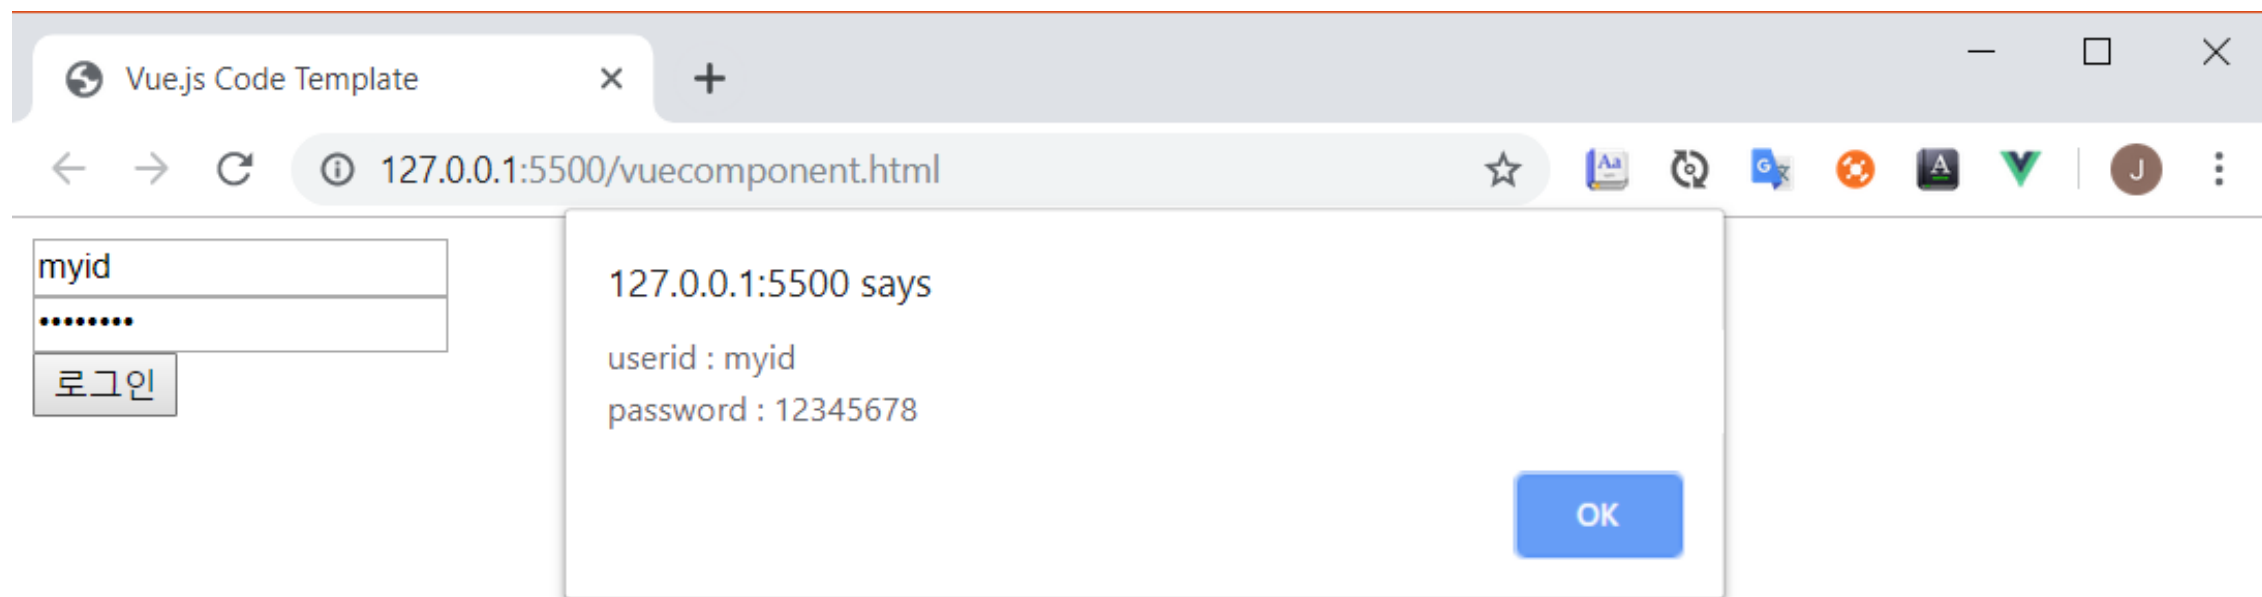 Vue.js Code Template
127.0.0.1:5500/vuecomponent.html
Aa
G
A
J
myid
127.0.0.1:5500 says
••••••••
userid : myid
로그인
password : 12345678
OK